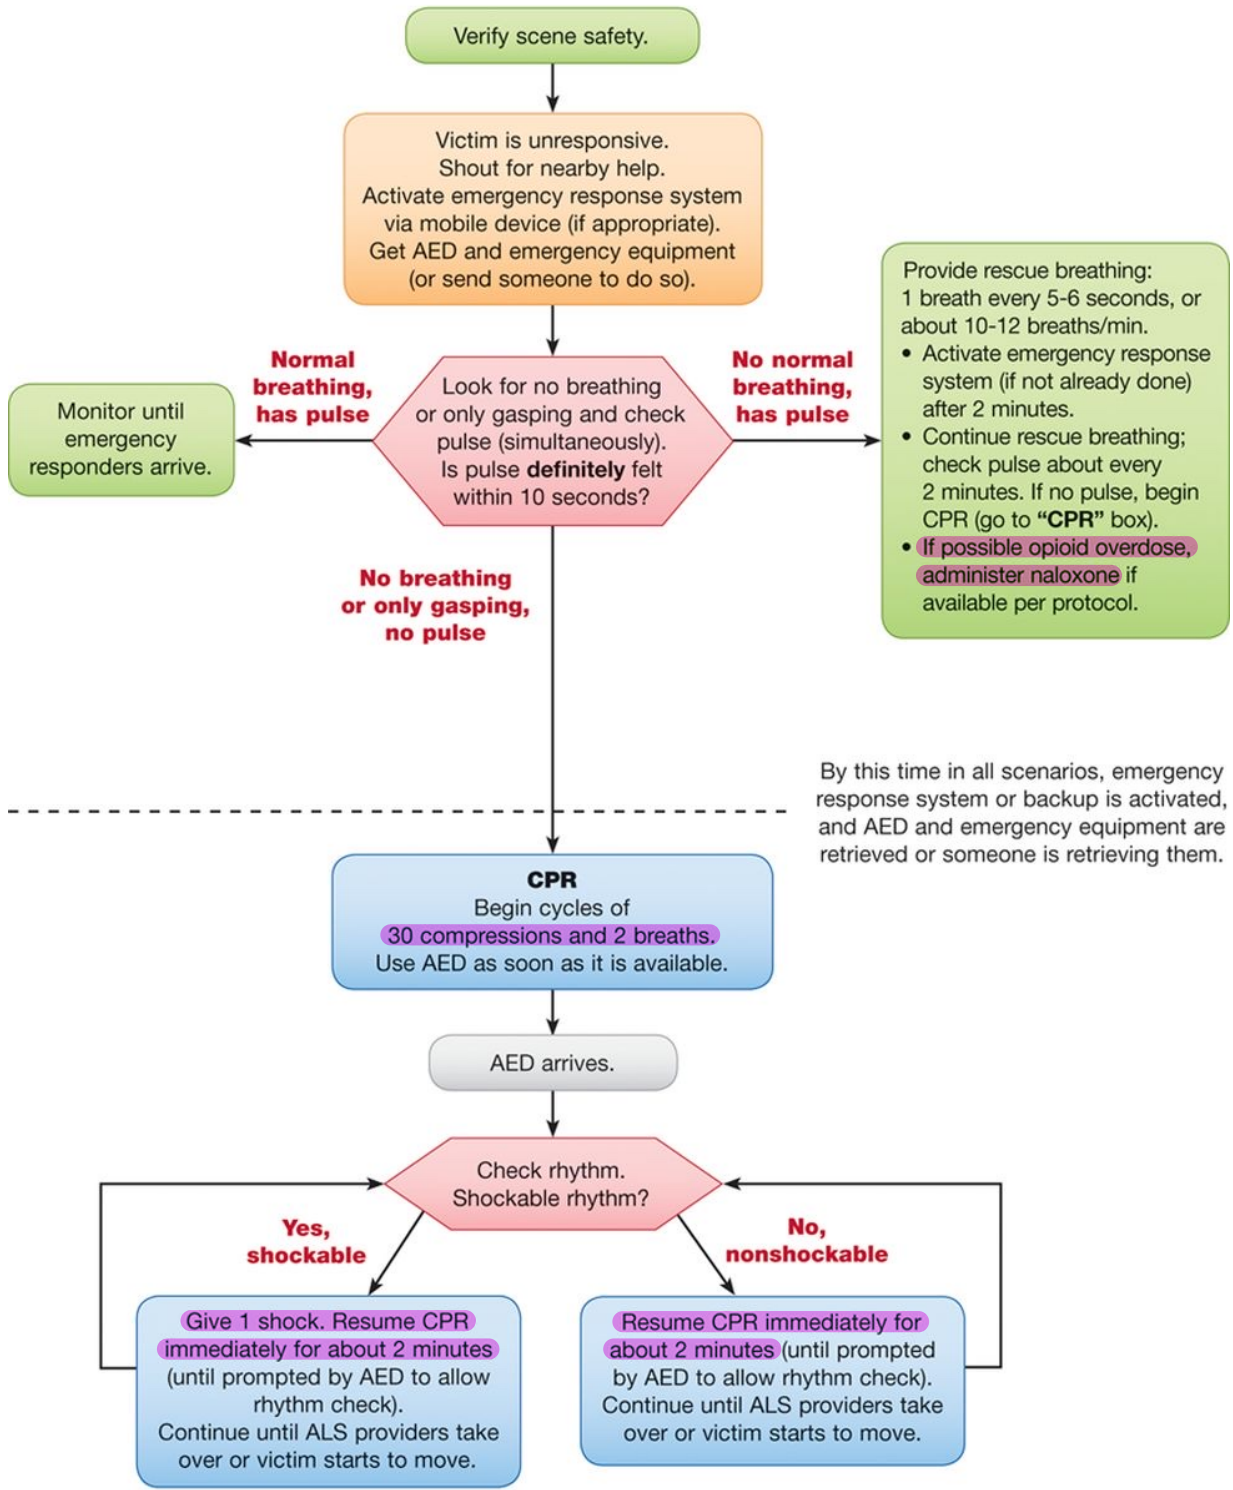 Verify scene safety.
Victim is unresponsive.
Shout for nearby help.
Activate emergency response system
via mobile device (if appropriate).
Get AED and emergency equipment
(or send someone to do so).
Normal
breathing,
has pulse
Monitor until
emergency
responders arrive.
Look for no breathing
or only gasping and check
pulse (simultaneously).
Is pulse definitely felt
within 10 seconds?
No normal
breathing,
has pulse
Provide rescue breathing:
1 breath every 5-6 seconds, or
about 10-12 breaths/min.
• Activate emergency response
system (if not already done)
after 2 minutes.
• Continue rescue breathing;
check pulse about every
2 minutes. If no pulse, begin
CPR (go to “CPR” box).
• If possible opioid overdose,
administer naloxone if
available per protocol.
No breathing
or only gasping,
no pulse
By this time in all scenarios, emergency
response system or backup is activated,
and AED and emergency equipment are
retrieved or someone is retrieving them.
CPR
Begin cycles of
30 compressions and 2 breaths.
Use AED as soon as it is available.
AED arrives.
Check rhythm.
Shockable rhythm?
Yes,
shockable
No,
nonshockable
Give 1 shock. Resume CPR
immediately for about 2 minutes
(until prompted by AED to allow
rhythm check).
Continue until ALS providers take
over or victim starts to move.
Resume CPR immediately for
about 2 minutes (until prompted
by AED to allow rhythm check).
Continue until ALS providers take
over or victim starts to move.